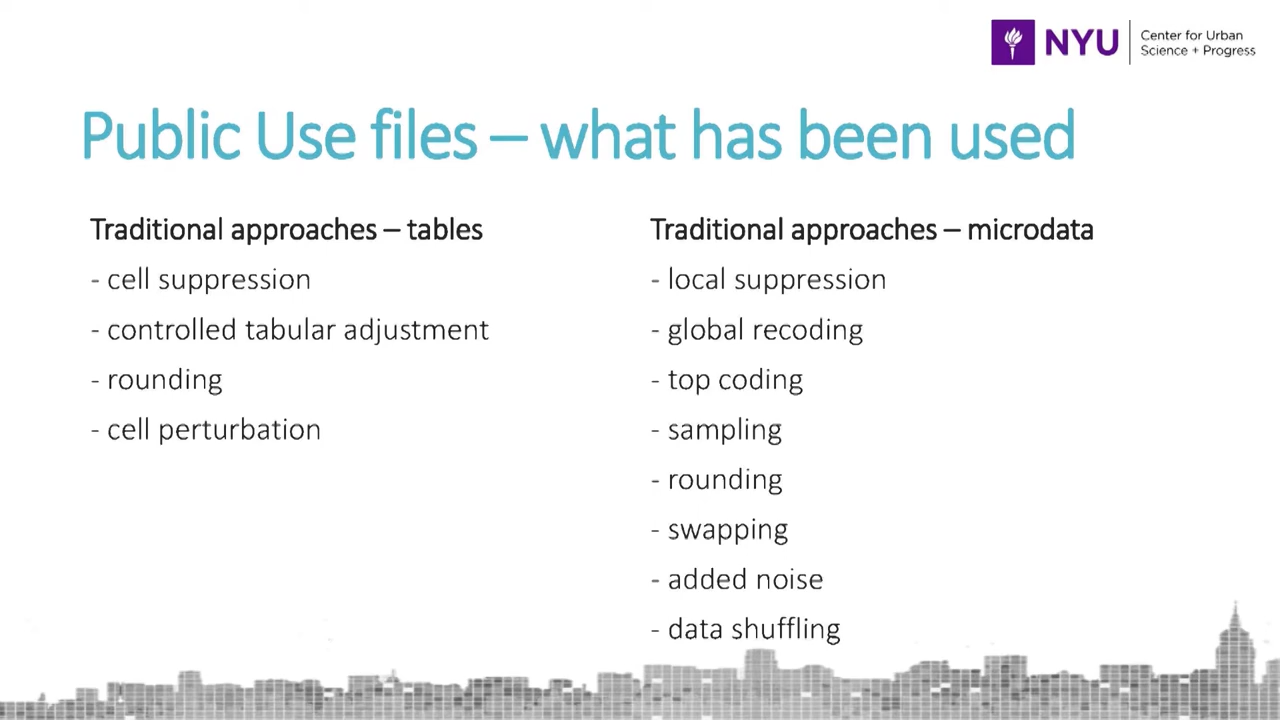 NYU
Center for Urban
Science + Progress
Public Use files – what has been used
Traditional approaches – tables
- cell suppression
- controlled tabular adjustment
- rounding
- cell perturbation
Traditional approaches – microdata
- local suppression
- global recoding
- top coding
- sampling
- rounding
- swapping
- added noise
- data shuffling